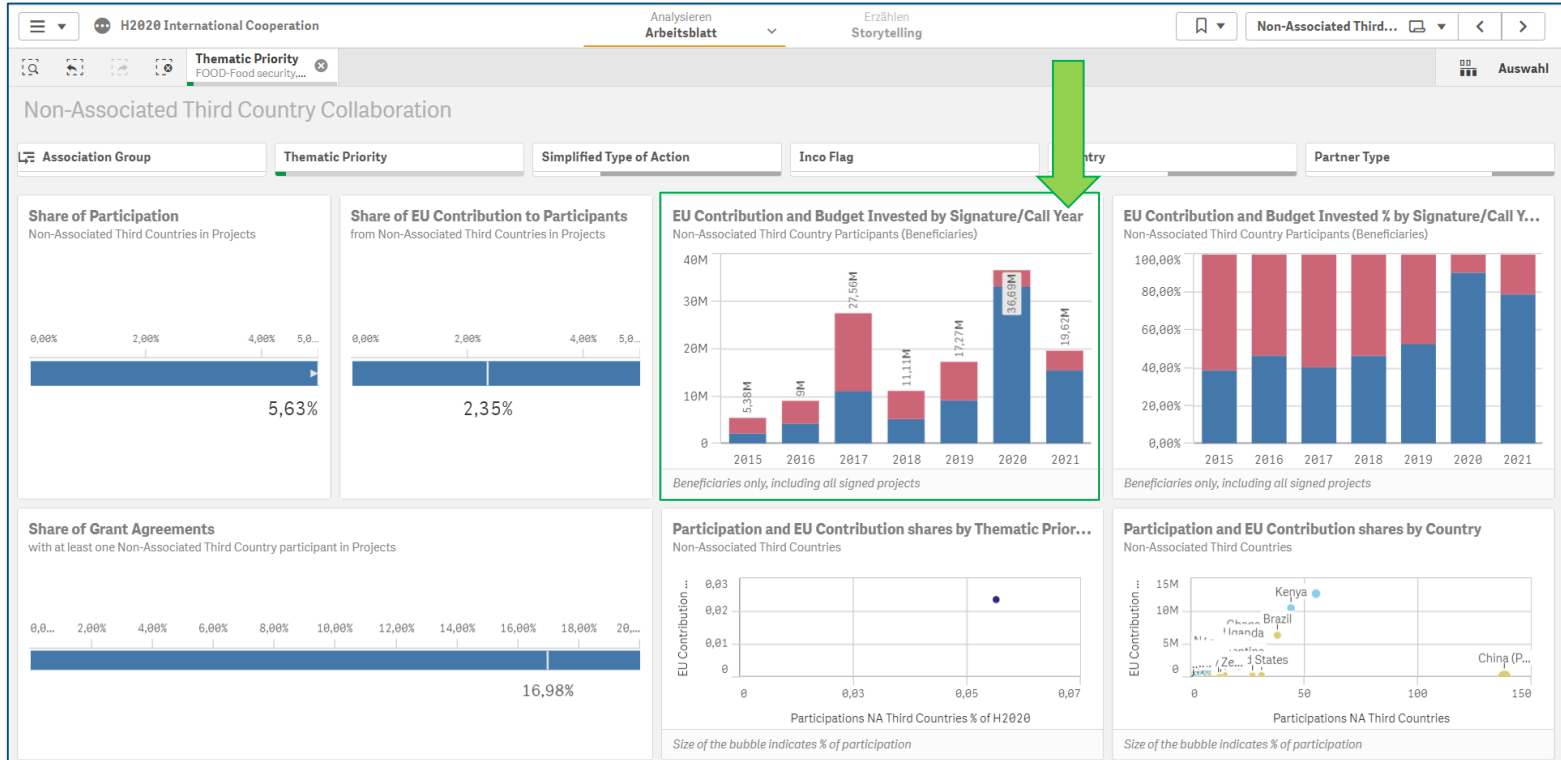 H2020 International Cooperation
Analysieren
Arbeitsblatt
Erzählen
Storytelling
Non-Associated Third...
Thematic Priority
FOOD-Food security,...
Auswahl
Non-Associated Third Country Collaboration
Association Group
Thematic Priority
Simplified Type of Action
Inco Flag
ntry
Partner Type
Share of Participation
Non-Associated Third Countries in Projects
0,00% 2,00% 4,00% 5,0...
5,63%
Share of EU Contribution to Participants
from Non-Associated Third Countries in Projects
0,00% 2,00% 4,00% 5,0...
2,35%
EU Contribution and Budget Invested by Signature/Call Year
Non-Associated Third Country Participants (Beneficiaries)
40M
30M
20M
10M
0
5,38M
9M
27,56M
11,11M
17,27M
36,69M
19,62M
2015 2016 2017 2018 2019 2020 2021
Beneficiaries only, including all signed projects
EU Contribution and Budget Invested % by Signature/Call Y...
Non-Associated Third Country Participants (Beneficiaries)
100,00%
80,00%
60,00%
40,00%
20,00%
0,00%
2015 2016 2017 2018 2019 2020 2021
Beneficiaries only, including all signed projects
Share of Grant Agreements
with at least one Non-Associated Third Country participant in Projects
0,0... 2,00% 4,00% 6,00% 8,00% 10,00% 12,00% 14,00% 16,00% 18,00% 20,...
16,98%
Participation and EU Contribution shares by Thematic Prior...
Non-Associated Third Countries
EU Contribution ...
0,03
0,02
0,01
0
0 0,03 0,05 0,07
Participations NA Third Countries % of H2020
Size of the bubble indicates % of participation
Participation and EU Contribution shares by Country
Non-Associated Third Countries
EU Contribution ...
15M
10M
5M
0
Kenya
Brazil
Uganda
Ze...
States
China (P...
0 50 100 150
Participations NA Third Countries
Size of the bubble indicates % of participation